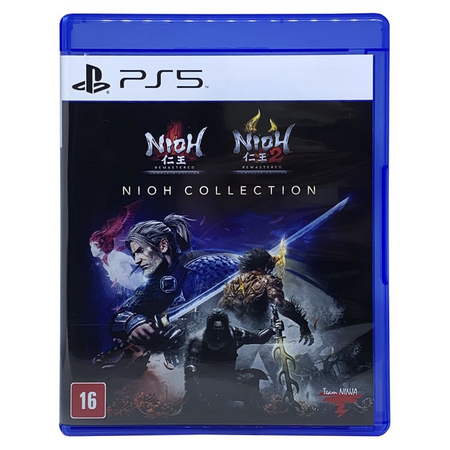 PS5
NIOH
仁王
REMASTERED
NIOH 2
仁王
REMASTERED
NIOH COLLECTION
16
Team NINJA